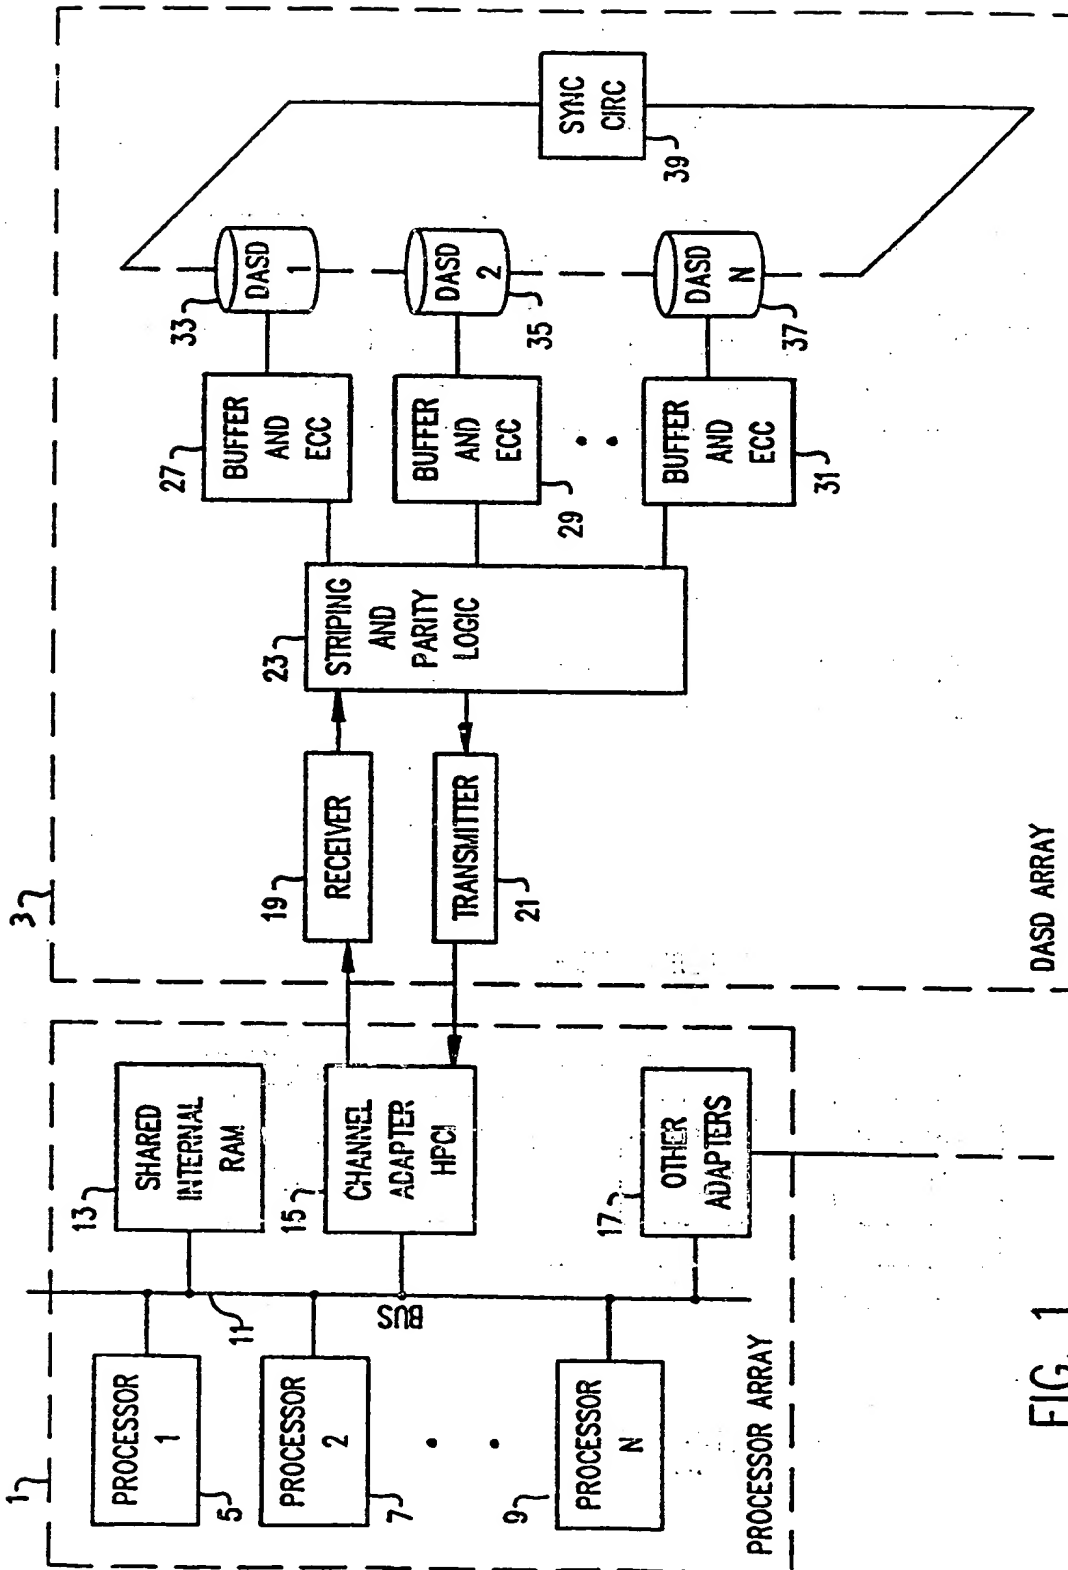 1
3
PROCESSOR
1
5
PROCESSOR
2
7
PROCESSOR
N
9
11
BUS
13
SHARED
INTERNAL
RAM
15
CHANNEL
ADAPTER
HPCI
17
OTHER
ADAPTERS
PROCESSOR ARRAY
19
RECEIVER
TRANSMITTER
21
23
STRIPING
AND
PARITY
LOGIC
27
BUFFER
AND
ECC
BUFFER
AND
ECC
29
BUFFER
AND
ECC
31
33
DASD
1
DASD
2
35
DASD
N
37
SYNC
CIRC
39
DASD ARRAY
FIG. 1